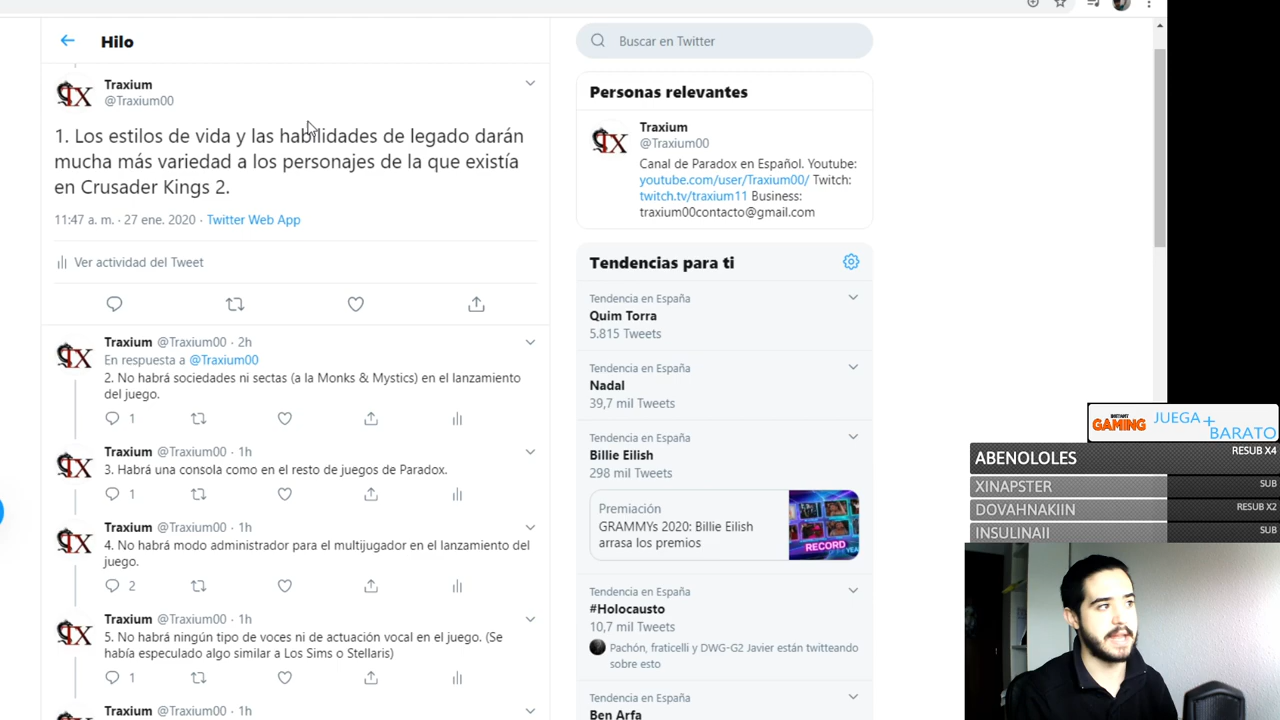 Hilo
Traxium
@Traxium00
1. Los estilos de vida y las habilidades de legado darán
mucha más variedad a los personajes de la que existía
en Crusader Kings 2.
11:47 a. m. · 27 ene. 2020 · Twitter Web App
Ver actividad del Tweet
Traxium @Traxium00 · 2h
En respuesta a @Traxium00
2. No habrá sociedades ni sectas (a la Monks & Mystics) en el lanzamiento
del juego.
1
Traxium @Traxium00 · 1h
3. Habrá una consola como en el resto de juegos de Paradox.
1
Traxium @Traxium00 · 1h
4. No habrá modo administrador para el multijugador en el lanzamiento del
juego.
2
Traxium @Traxium00 · 1h
5. No habrá ningún tipo de voces ni de actuación vocal en el juego. (Se
había especulado algo similar a Los Sims o Stellaris)
1
Traxium @Traxium00 · 1h
Buscar en Twitter
Personas relevantes
Traxium
@Traxium00
Canal de Paradox en Español. Youtube:
youtube.com/user/Traxium00/ Twitch:
twitch.tv/traxium11 Business:
traxium00contacto@gmail.com
Tendencias para ti
Tendencia en España
Quim Torra
5.815 Tweets
Tendencia en España
Nadal
39,7 mil Tweets
Tendencia en España
Billie Eilish
298 mil Tweets
Premiación
GRAMMYs 2020: Billie Eilish
arrasa los premios
RECORD
Tendencia en España
#Holocausto
10,7 mil Tweets
Pachón, fraticelli y DWG-G2 Javier están twitteando
sobre esto
Tendencia en España
Ben Arfa
INSTANT
GAMING
JUEGA +
BARATO
ABENOLOLES RESUB X4
XINAPSTER SUB
DOVAHNAKIIN RESUB X2
INSULINAII SUB